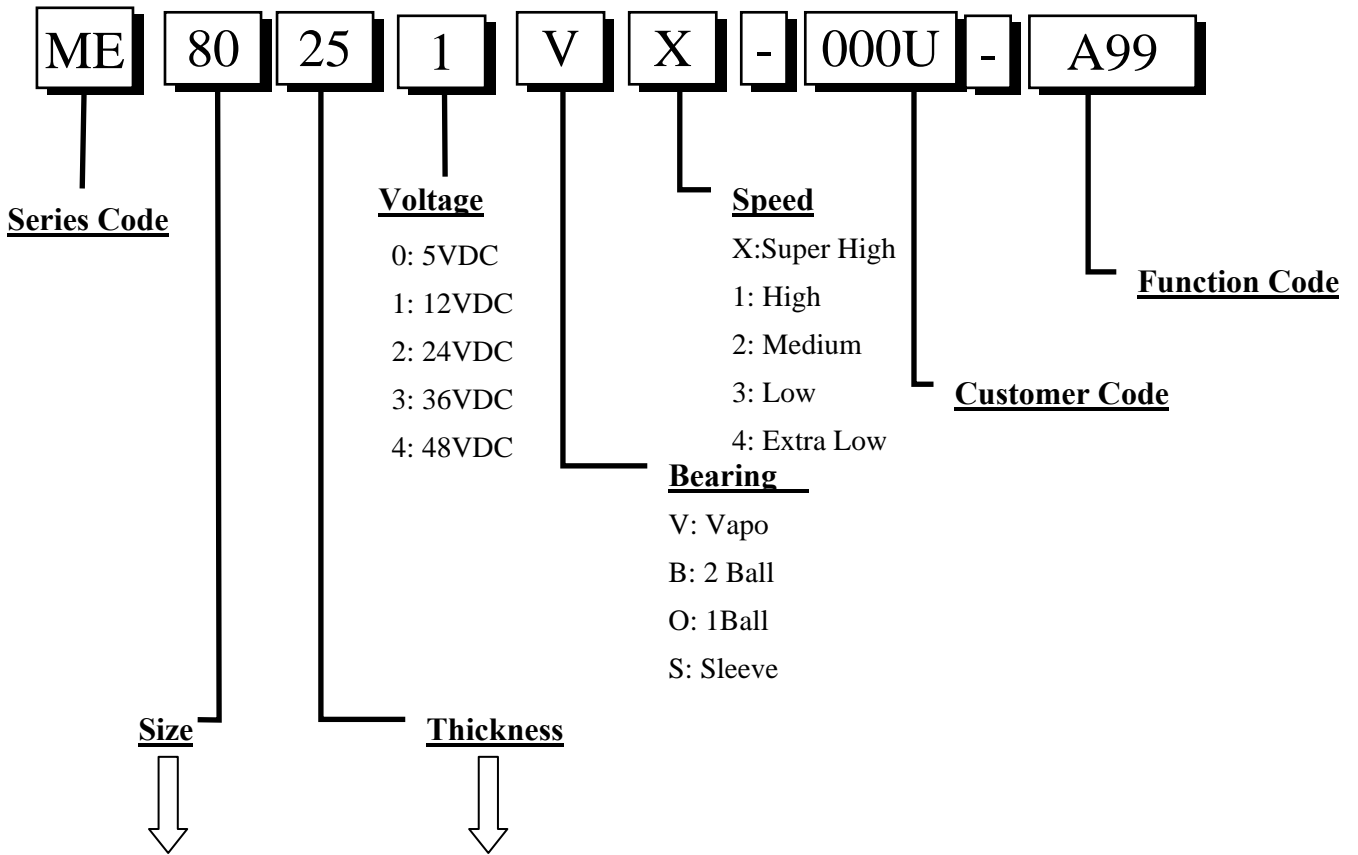 ME 80 25 1 V X - 000U - A99
Series Code
Voltage
0: 5VDC
1: 12VDC
2: 24VDC
3: 36VDC
4: 48VDC
Speed
X:Super High
1: High
2: Medium
3: Low
4: Extra Low
Function Code
Customer Code
Bearing
V: Vapo
B: 2 Ball
O: 1Ball
S: Sleeve
Size
Thickness